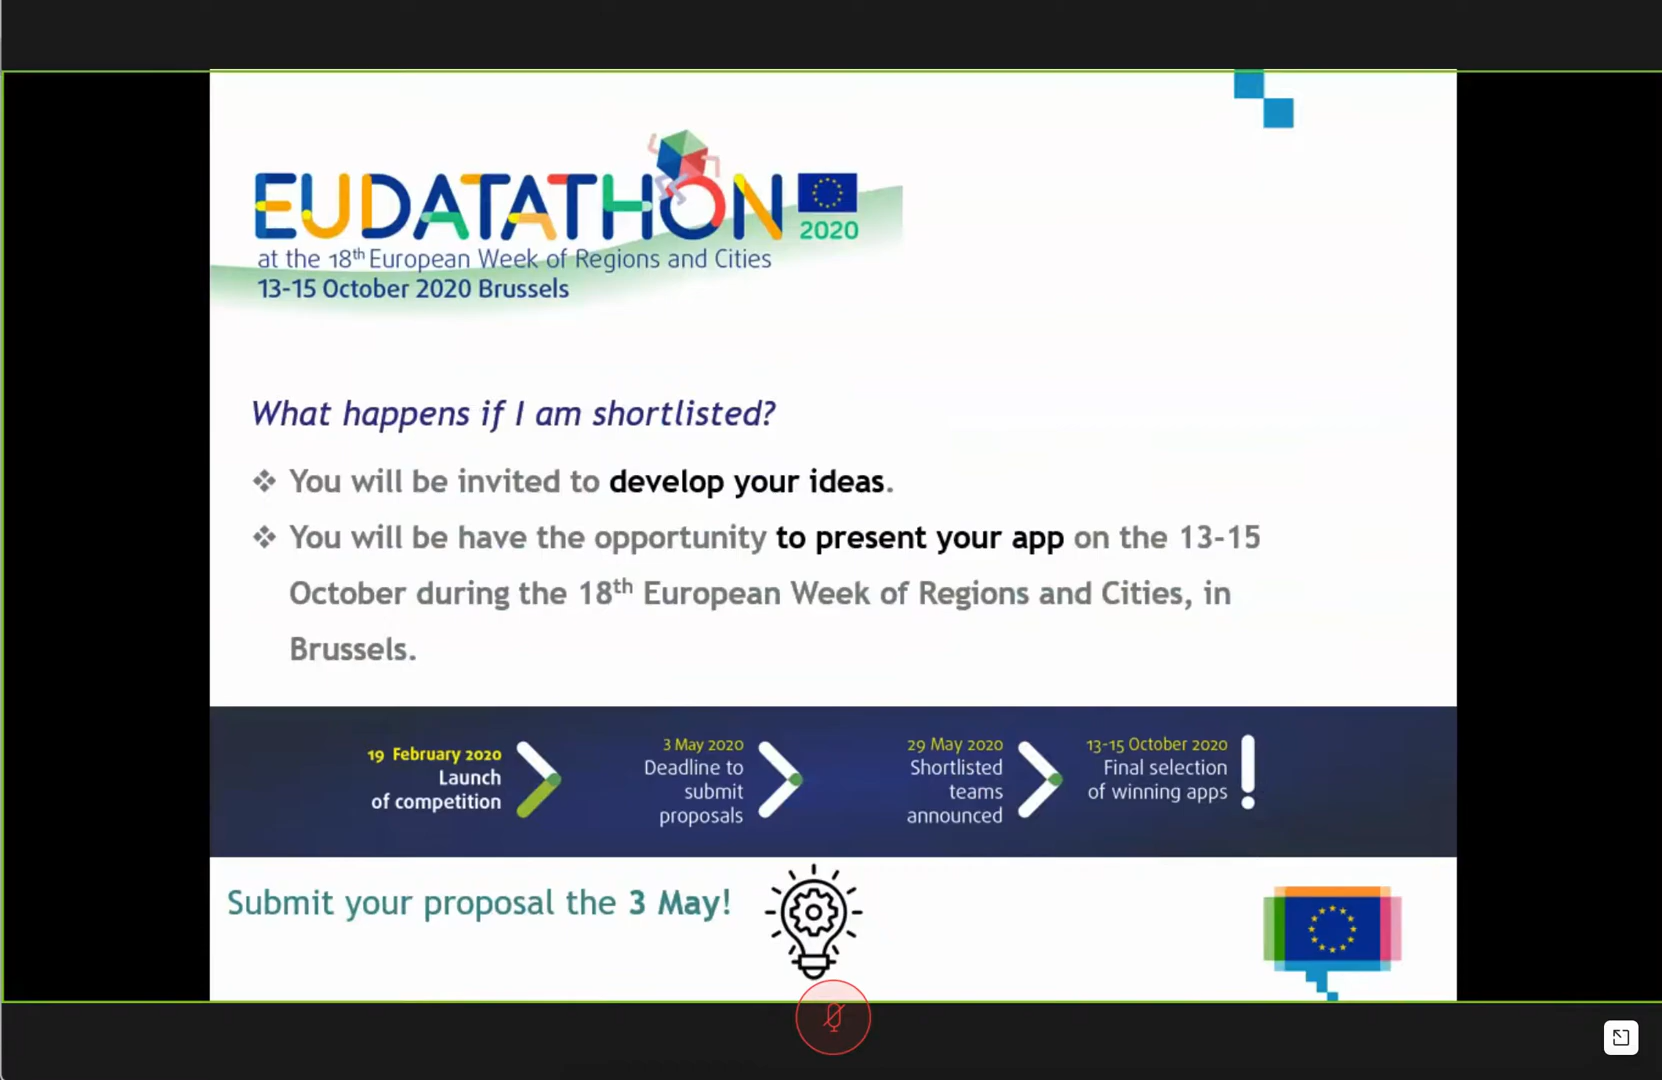 EUDATATHON
2020
at the 18th European Week of Regions and Cities
13-15 October 2020 Brussels
What happens if I am shortlisted?
❖ You will be invited to develop your ideas.
❖ You will be have the opportunity to present your app on the 13-15
October during the 18th European Week of Regions and Cities, in
Brussels.
19 February 2020
Launch
of competition
3 May 2020
Deadline to
submit
proposals
29 May 2020
Shortlisted
teams
announced
13-15 October 2020
Final selection
of winning apps
!
Submit your proposal the 3 May!